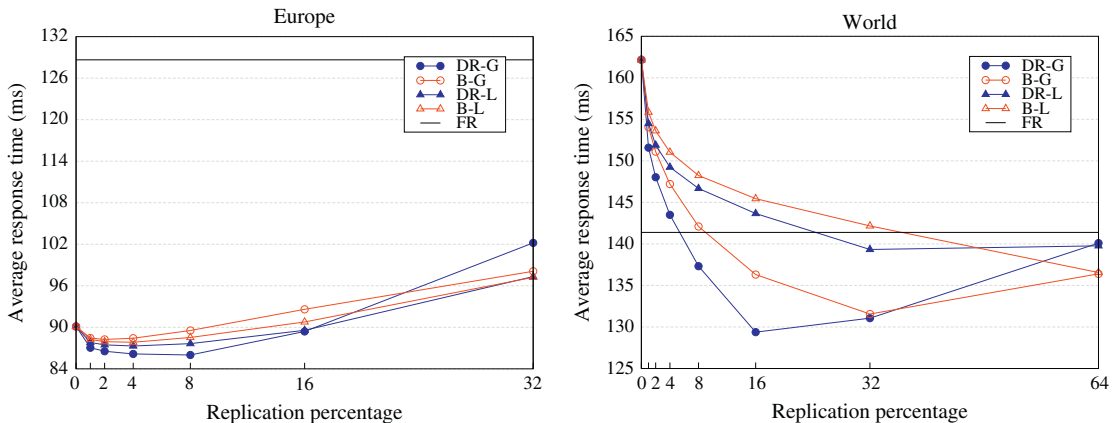 Europe
132
126
120
114
108
102
96
90
84
Average response time (ms)
DR-G
B-G
DR-L
B-L
FR
0 2 4 8 16 32
Replication percentage
World
165
160
155
150
145
140
135
130
125
Average response time (ms)
DR-G
B-G
DR-L
B-L
FR
0 2 4 8 16 32 64
Replication percentage